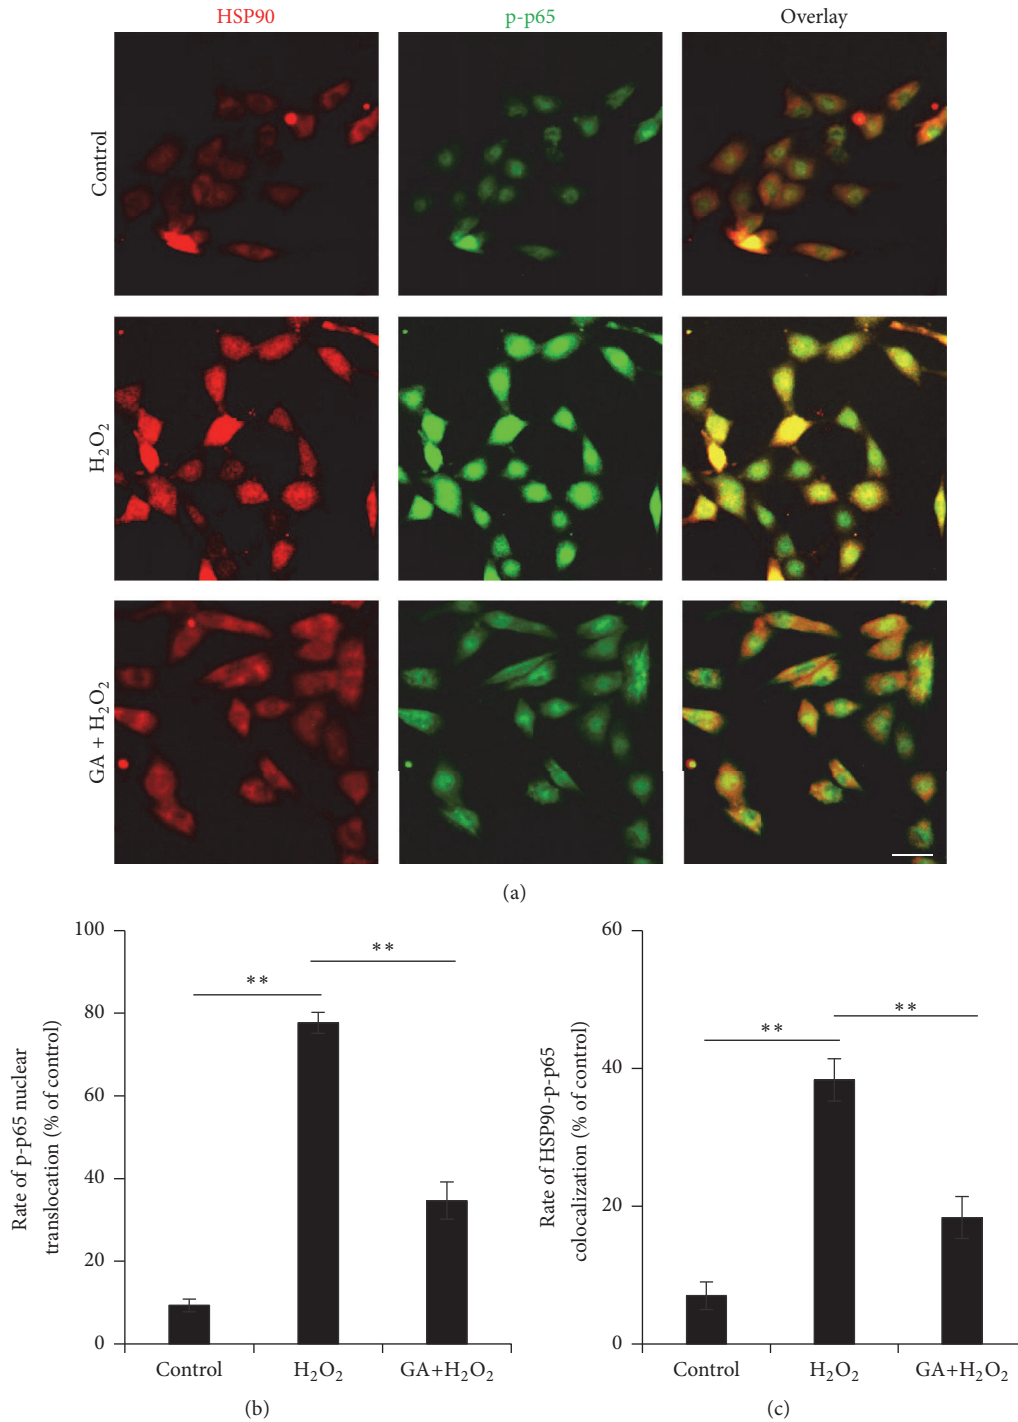 HSP90 p-p65 Overlay
Control
H₂O₂
GA + H₂O₂
(a)
100
80
60
40
20
0
Rate of p-p65 nuclear
translocation (% of control)
**
**
Control H₂O₂ GA+H₂O₂
(b)
60
40
20
0
Rate of HSP90-p-p65
colocalization (% of control)
**
**
Control H₂O₂ GA+H₂O₂
(c)